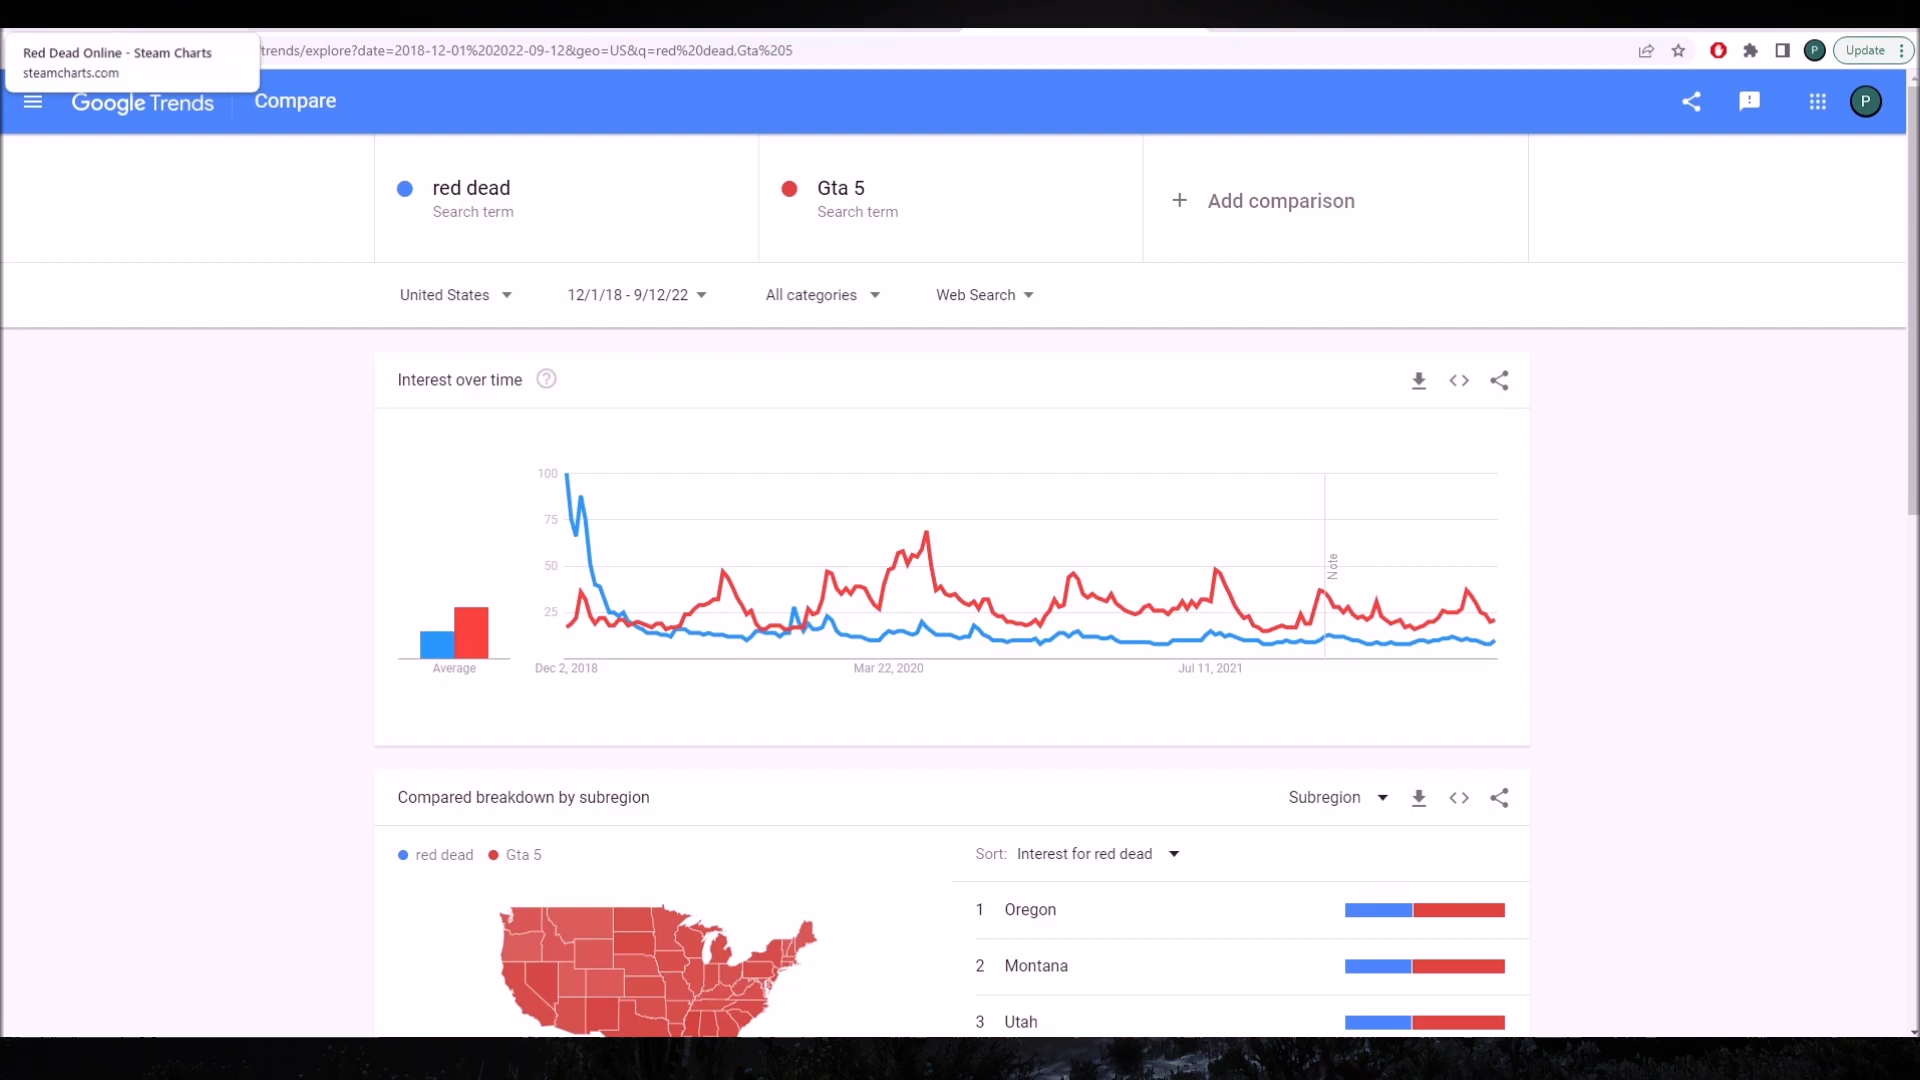 Red Dead Online - Steam Charts
steamcharts.com
/trends/explore?date=2018-12-01%202022-09-12&geo=US&q=red%20dead,Gta%205
P
Update
Google Trends
Compare
P
red dead
Search term
Gta 5
Search term
+ Add comparison
United States
12/1/18 - 9/12/22
All categories
Web Search
Interest over time
?
100
75
50
25
Note
Average
Dec 2, 2018
Mar 22, 2020
Jul 11, 2021
Compared breakdown by subregion
Subregion
red dead
Gta 5
Sort: Interest for red dead
1 Oregon
2 Montana
3 Utah